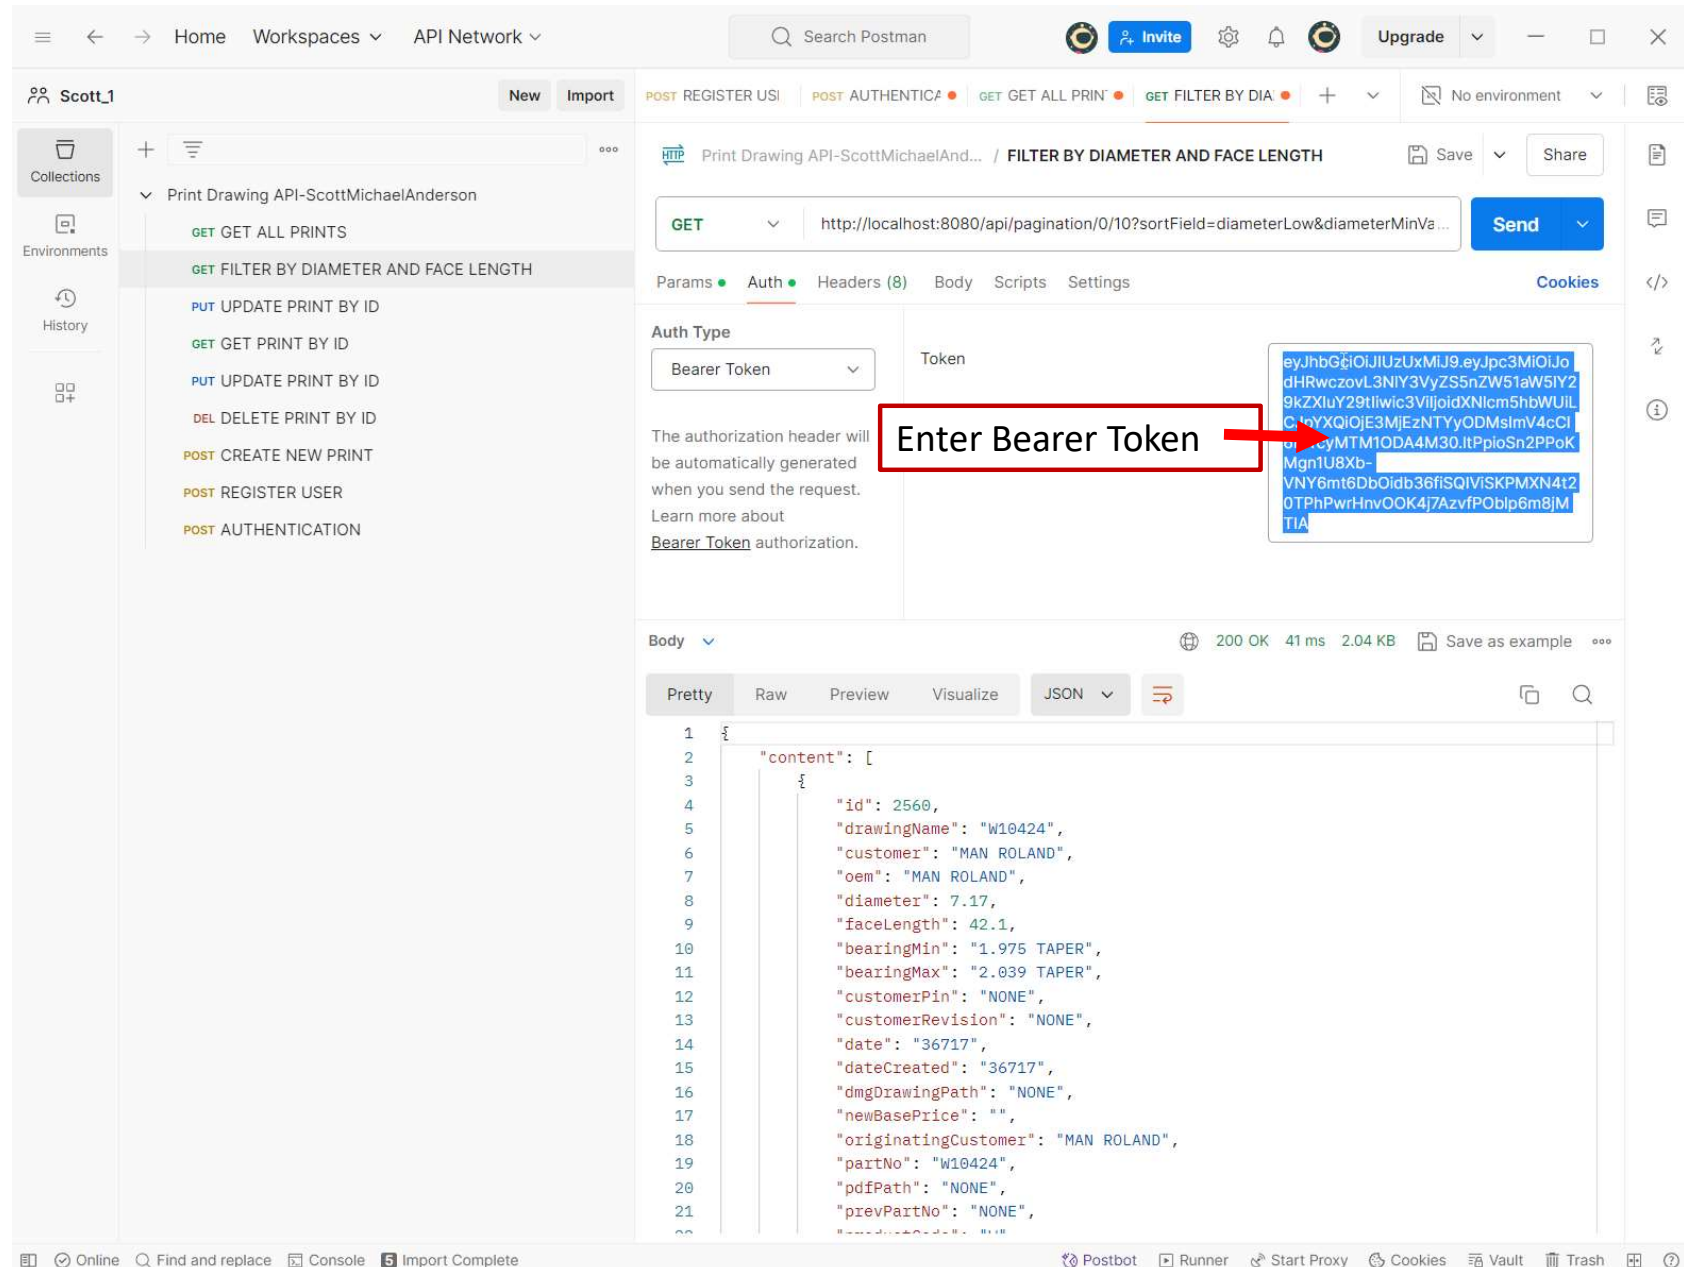 Home Workspaces API Network Search Postman Invite Upgrade
Scott_1 New Import
POST REGISTER USI POST AUTHENTICA GET GET ALL PRIN GET FILTER BY DIA No environment
Collections
Environments
History
Print Drawing API-ScottMichaelAnderson
GET GET ALL PRINTS
GET FILTER BY DIAMETER AND FACE LENGTH
PUT UPDATE PRINT BY ID
GET GET PRINT BY ID
PUT UPDATE PRINT BY ID
DEL DELETE PRINT BY ID
POST CREATE NEW PRINT
POST REGISTER USER
POST AUTHENTICATION
HTTP Print Drawing API-ScottMichaelAnd... / FILTER BY DIAMETER AND FACE LENGTH Save Share
GET http://localhost:8080/api/pagination/0/10?sortField=diameterLow&diameterMinVa... Send
Params Auth Headers (8) Body Scripts Settings Cookies
Auth Type
Bearer Token
The authorization header will
be automatically generated
when you send the request.
Learn more about
Bearer Token authorization.
Token
Enter Bearer Token
VNY6mt6DbOidb36fiSQIViSKPMXN4t2
0TPhPwrHnvOOK4j7AzvfPOblp6m8jM
TIA
Body 200 OK 41 ms 2.04 KB Save as example
Pretty Raw Preview Visualize JSON
1 {
2 "content": [
3 {
4 "id": 2560,
5 "drawingName": "W10424",
6 "customer": "MAN ROLAND",
7 "oem": "MAN ROLAND",
8 "diameter": 7.17,
9 "faceLength": 42.1,
10 "bearingMin": "1.975 TAPER",
11 "bearingMax": "2.039 TAPER",
12 "customerPin": "NONE",
13 "customerRevision": "NONE",
14 "date": "36717",
15 "dateCreated": "36717",
16 "dmgDrawingPath": "NONE",
17 "newBasePrice": "",
18 "originatingCustomer": "MAN ROLAND",
19 "partNo": "W10424",
20 "pdfPath": "NONE",
21 "prevPartNo": "NONE",
Online Find and replace Console 5 Import Complete Postbot Runner Start Proxy Cookies Vault Trash